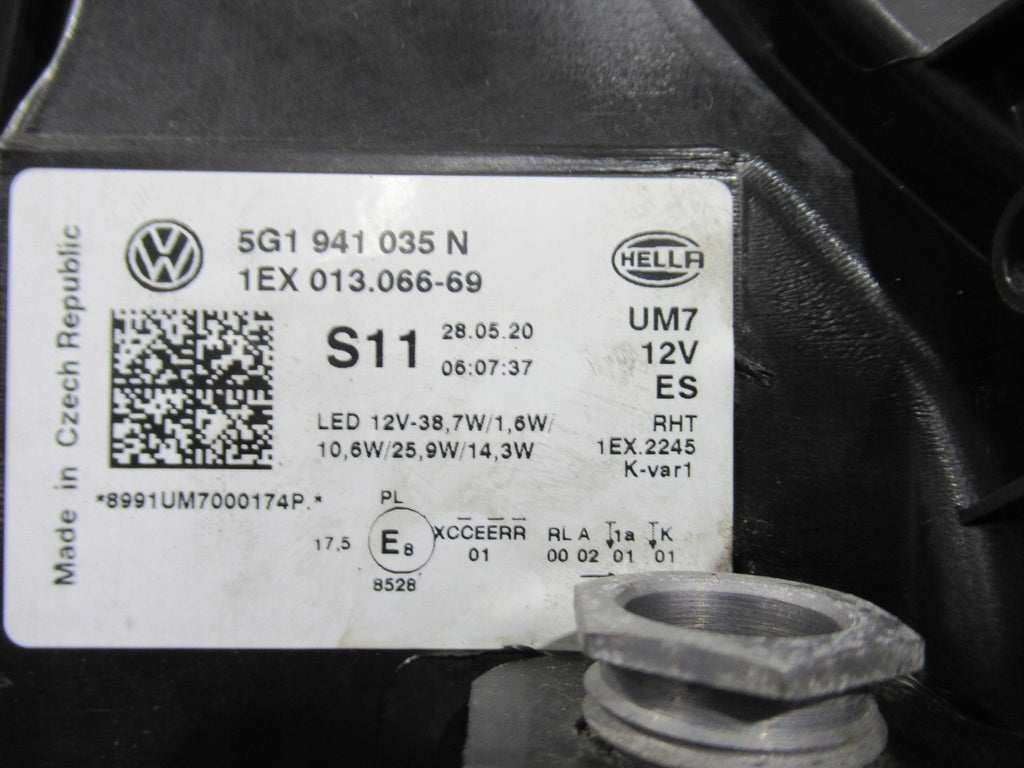 Made in Czech Republic
5G1 941 035 N
1EX 013.066-69
HELLA
S11
28.05.20
06:07:37
UM7
12V
ES
LED 12V-38,7W/1,6W/
10,6W/25,9W/14,3W
RHT
1EX.2245
K-var1
*8991UM7000174P.*
PL
17,5
E8
8528
XCCEERR
01
RL A 1a K
00 02 01 01